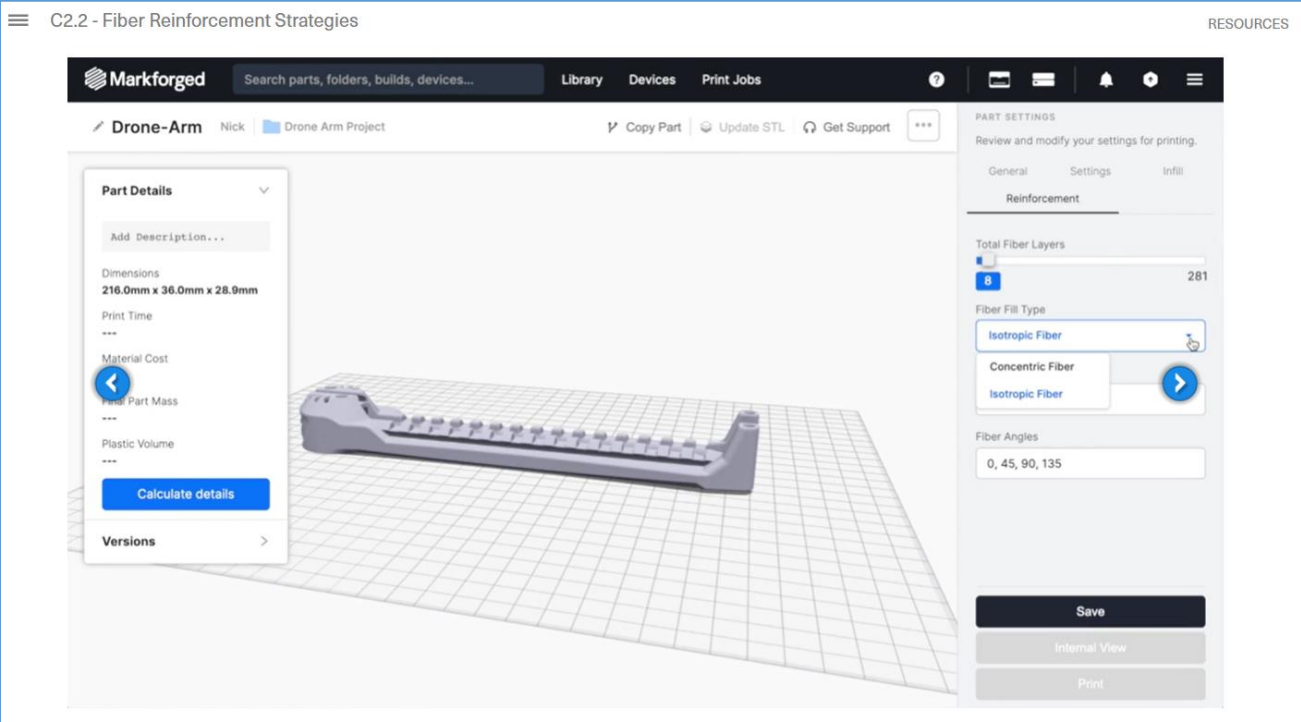 C2.2 - Fiber Reinforcement Strategies
RESOURCES
Markforged
Search parts, folders, builds, devices...
Library
Devices
Print Jobs
?
Drone-Arm
Nick
Drone Arm Project
Copy Part
Update STL
Get Support
Part Details
Add Description...
Dimensions
216.0mm x 36.0mm x 28.9mm
Print Time
---
Material Cost
Final Part Mass
---
Plastic Volume
---
Calculate details
Versions
PART SETTINGS
Review and modify your settings for printing.
General
Settings
Infill
Reinforcement
Total Fiber Layers
8
281
Fiber Fill Type
Isotropic Fiber
Concentric Fiber
Isotropic Fiber
Fiber Angles
0, 45, 90, 135
Save
Internal View
Print